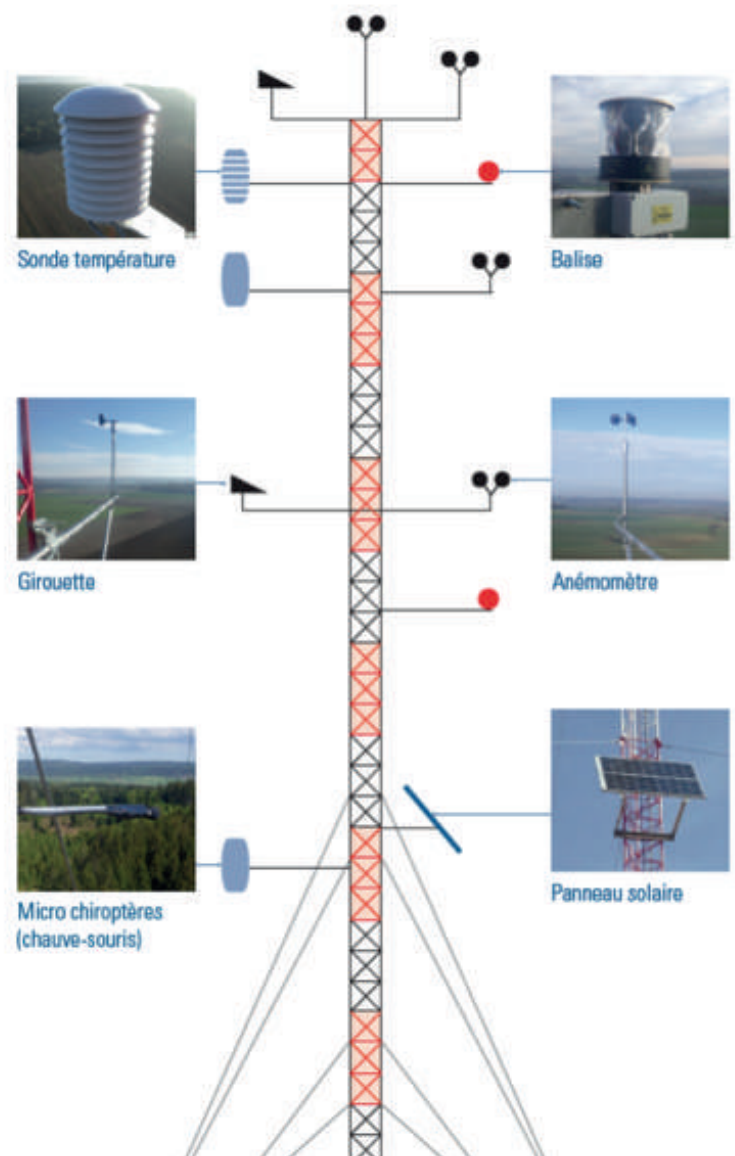 Sonde température
Balise
Girouette
Anémomètre
Micro chiroptères
(chauve-souris)
Panneau solaire